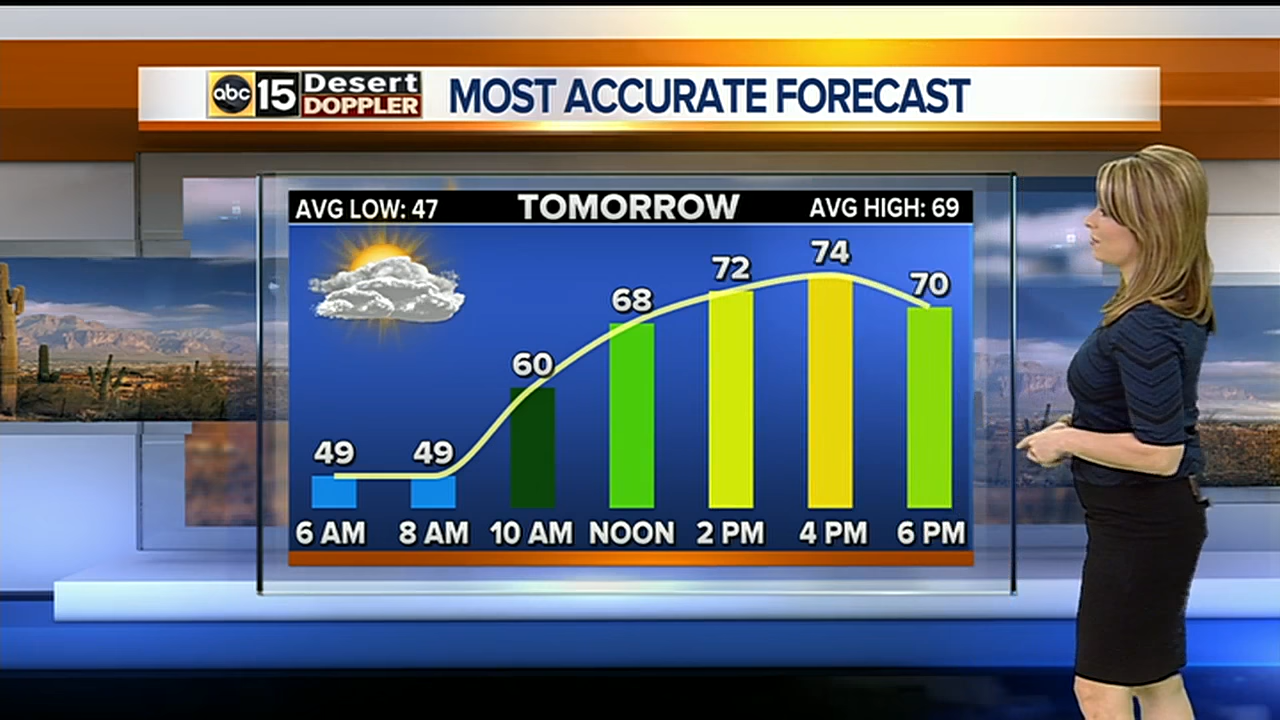 abc 15 Desert DOPPLER MOST ACCURATE FORECAST
AVG LOW: 47 TOMORROW AVG HIGH: 69
49 49 60 68 72 74 70
6 AM 8 AM 10 AM NOON 2 PM 4 PM 6 PM